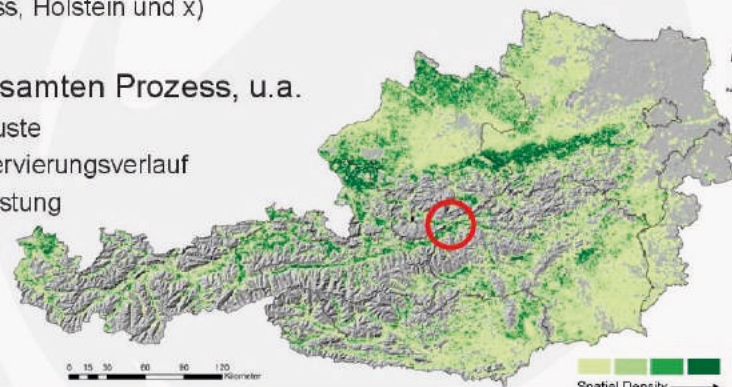 ss, Holstein und x)
samten Prozess, u.a.
uste
ervierungsverlauf
stung
0 15 30 60 90 120
Kilometer
Spatial Density